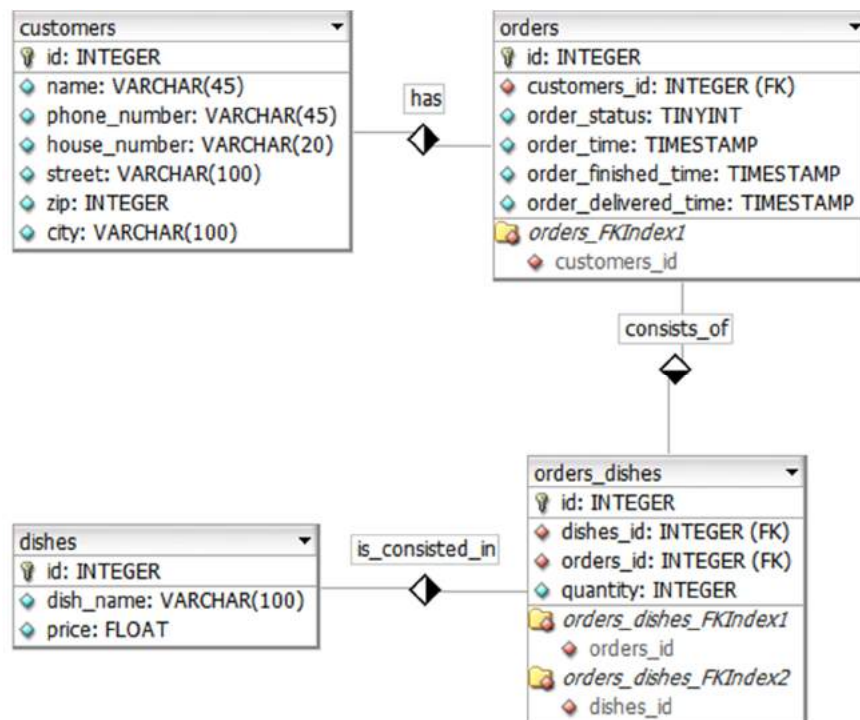 customers
id: INTEGER
name: VARCHAR(45)
phone_number: VARCHAR(45)
house_number: VARCHAR(20)
street: VARCHAR(100)
zip: INTEGER
city: VARCHAR(100)
has
orders
id: INTEGER
customers_id: INTEGER (FK)
order_status: TINYINT
order_time: TIMESTAMP
order_finished_time: TIMESTAMP
order_delivered_time: TIMESTAMP
orders_FKIndex1
customers_id
consists_of
dishes
id: INTEGER
dish_name: VARCHAR(100)
price: FLOAT
is_consisted_in
orders_dishes
id: INTEGER
dishes_id: INTEGER (FK)
orders_id: INTEGER (FK)
quantity: INTEGER
orders_dishes_FKIndex1
orders_id
orders_dishes_FKIndex2
dishes_id